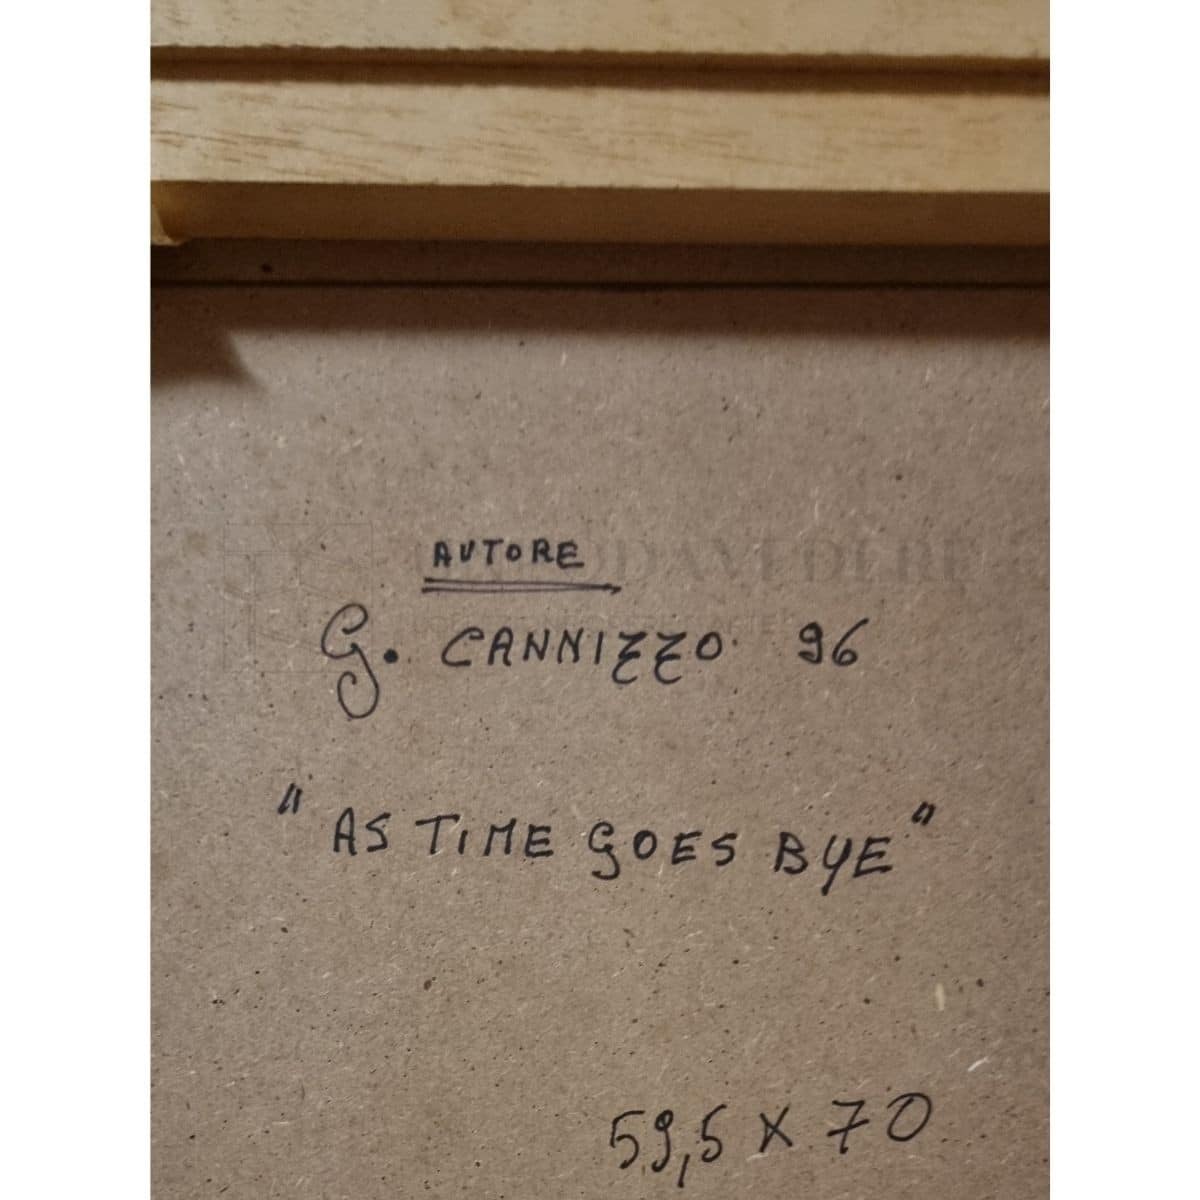 AUTORE
G. CANNIZZO. 96
"AS TIME GOES BYE"
59,5 X 70